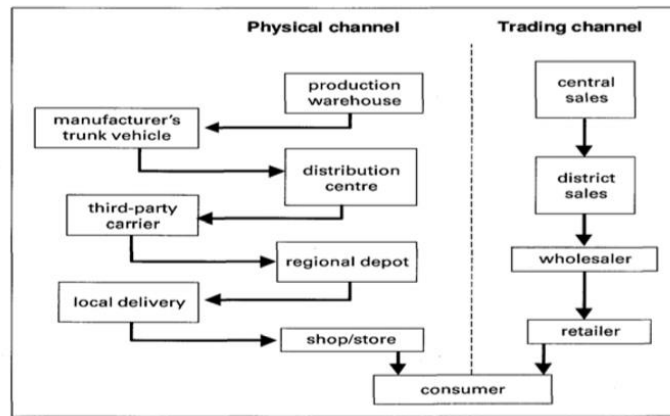 Physical channel
Trading channel
production
warehouse
manufacturer's
trunk vehicle
distribution
centre
third-party
carrier
regional depot
local delivery
shop/store
central
sales
district
sales
wholesaler
retailer
consumer